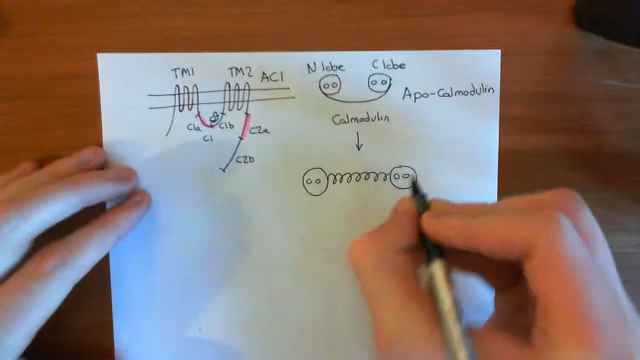 TM1 TM2 AC1
C1a C1b
C1
C2a
C2b
N lobe C lobe
Apo-Calmodulin
Calmodulin